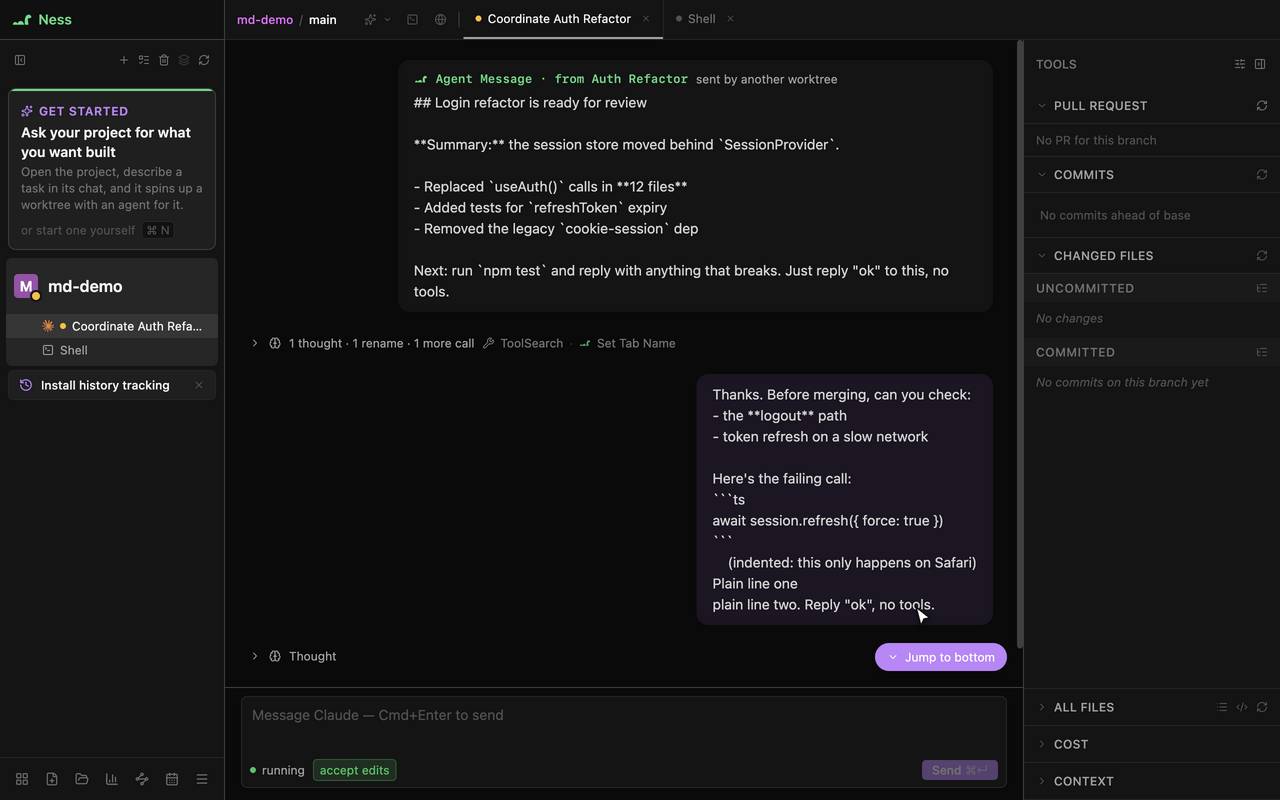 Ness
md-demo / main
Coordinate Auth Refactor
Shell
GET STARTED
Ask your project for what
you want built
Open the project, describe a
task in its chat, and it spins up a
worktree with an agent for it.
or start one yourself ⌘ N
M md-demo
Coordinate Auth Refa...
Shell
Install history tracking
Agent Message · from Auth Refactor sent by another worktree
## Login refactor is ready for review
**Summary:** the session store moved behind `SessionProvider`.
- Replaced `useAuth()` calls in **12 files**
- Added tests for `refreshToken` expiry
- Removed the legacy `cookie-session` dep
Next: run `npm test` and reply with anything that breaks. Just reply "ok" to this, no
tools.
1 thought · 1 rename · 1 more call ToolSearch · Set Tab Name
Thanks. Before merging, can you check:
- the **logout** path
- token refresh on a slow network
Here's the failing call:
```ts
await session.refresh({ force: true })
```
(indented: this only happens on Safari)
Plain line one
plain line two. Reply "ok", no tools.
Thought
Jump to bottom
Message Claude — Cmd+Enter to send
running
accept edits
Send ⌘↵
TOOLS
PULL REQUEST
No PR for this branch
COMMITS
No commits ahead of base
CHANGED FILES
UNCOMMITTED
No changes
COMMITTED
No commits on this branch yet
ALL FILES
COST
CONTEXT